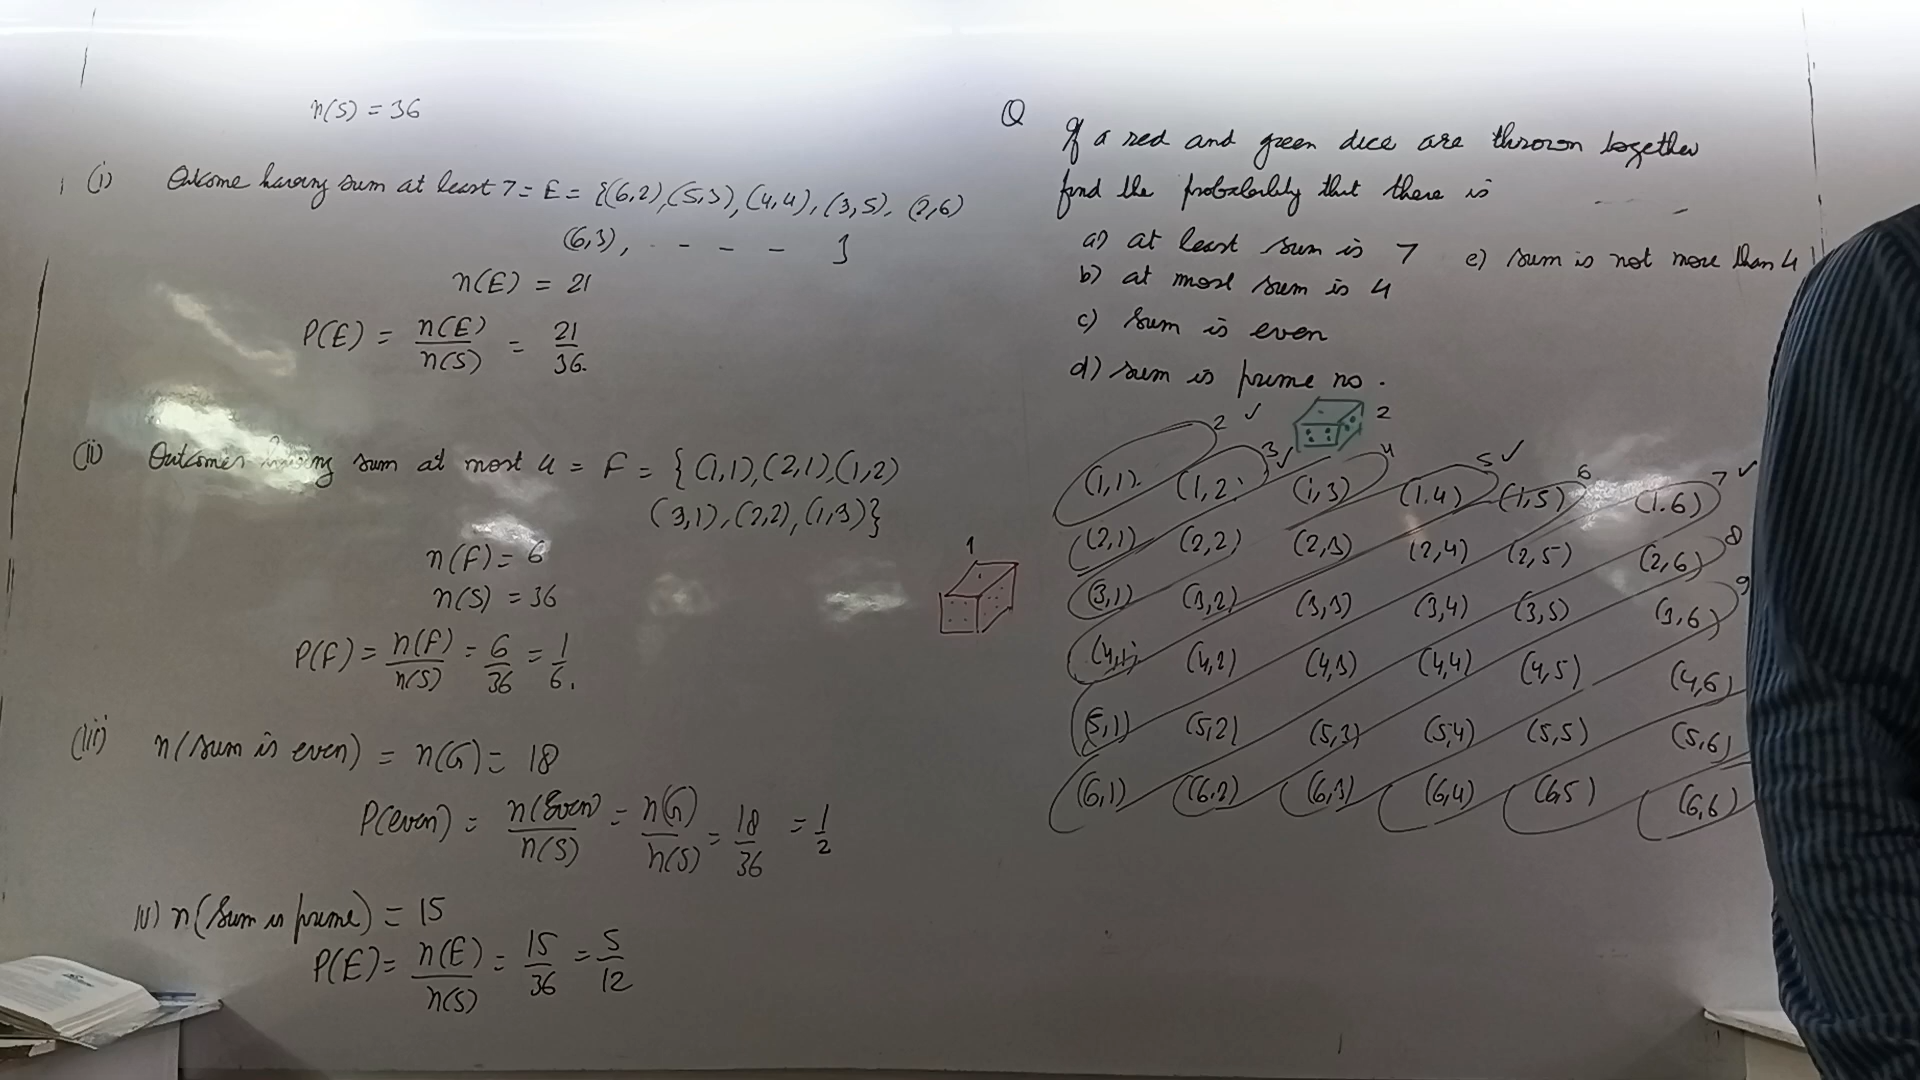 n(S) = 36
(i) Outcome having sum at least 7 = E = {(6,2),(5,3),(4,4),(3,5),(2,6)
(6,3), - - - - }
n(E) = 21
P(E) = n(E)/n(S) = 21/36.
(ii) Outcomes having sum at most 4 = F = {(1,1),(2,1),(1,2)
(3,1),(2,2),(1,3)}
n(F) = 6
n(S) = 36
P(F) = n(F)/n(S) = 6/36 = 1/6.
(iii) n(sum is even) = n(G) = 18
P(even) = n(Even)/n(S) = n(G)/n(S) = 18/36 = 1/2
iv) n(Sum is prime) = 15
P(E) = n(E)/n(S) = 15/36 = 5/12
Q If a red and green dice are thrown together
find the probability that there is
a) at least sum is 7 e) sum is not more than 4
b) at most sum is 4
c) Sum is even
d) sum is prime no.
1
2
2 ✓ 3 ✓ 4 5 ✓ 6 7 ✓
(1,1) (1,2) (1,3) (1,4) (1,5) (1,6)
(2,1) (2,2) (2,3) (2,4) (2,5) (2,6) 8
(3,1) (3,2) (3,3) (3,4) (3,5) (3,6) 9
(4,1) (4,2) (4,3) (4,4) (4,5) (4,6)
(5,1) (5,2) (5,3) (5,4) (5,5) (5,6)
(6,1) (6,2) (6,3) (6,4) (6,5) (6,6)